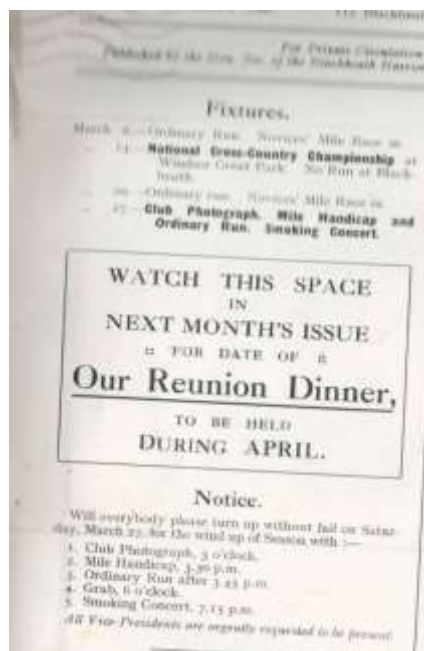 For Private Circulation
Published by the Hon. Sec. of the Blackheath Harriers
Fixtures.
March 6—Ordinary Run. Novices' Mile Race
National Cross-Country Championship at
Windsor Great Park. No Run at Black-
heath.
„ 20—Ordinary run. Novices' Mile Race
„ 27—Club Photograph. Mile Handicap and
Ordinary Run. Smoking Concert.
WATCH THIS SPACE
IN
NEXT MONTH'S ISSUE
FOR DATE OF
Our Reunion Dinner,
TO BE HELD
DURING APRIL.
Notice.
Will everybody please turn up without fail on Satur-
day, March 27, for the wind up of Season with :—
1. Club Photograph, 3 o'clock.
2. Mile Handicap, 3.30 p.m.
3. Ordinary Run after 3.45 p.m.
4. Grub, 6 o'clock.
5. Smoking Concert, 7.15 p.m.
All Vice-Presidents are urgently requested to be present.